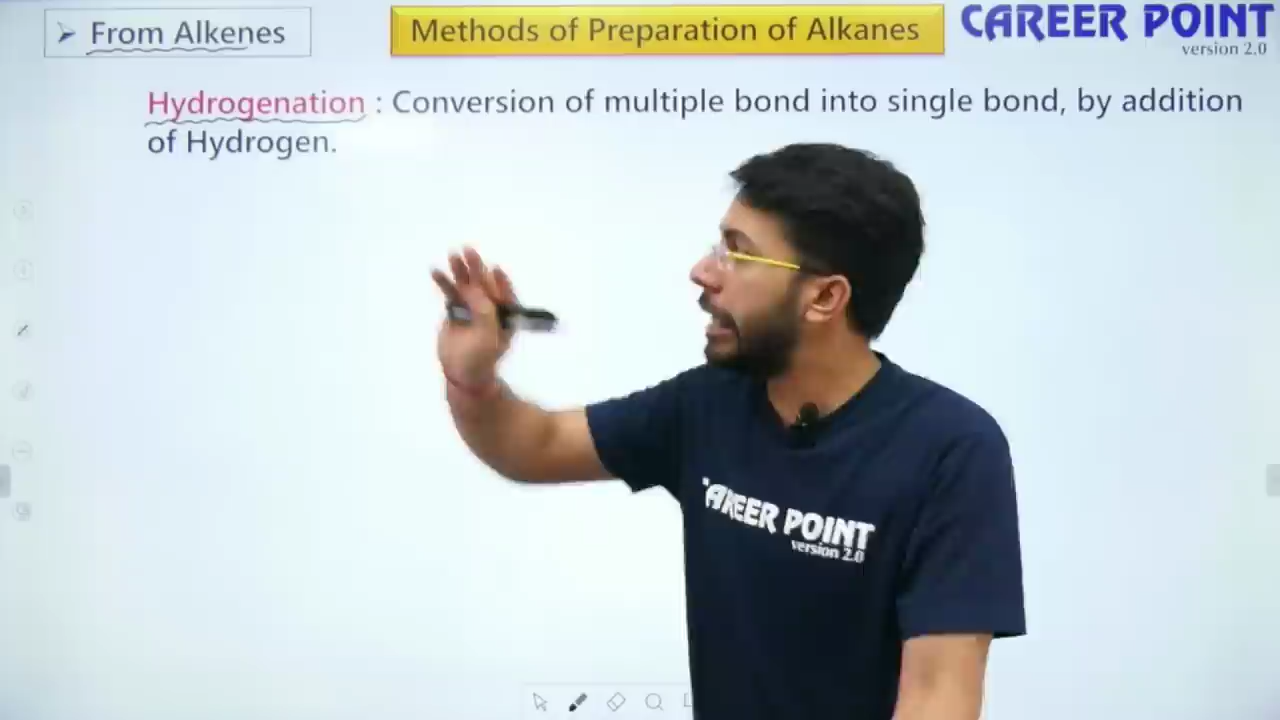 ➤ From Alkenes
Methods of Preparation of Alkanes
CAREER POINT
version 2.0
Hydrogenation : Conversion of multiple bond into single bond, by addition
of Hydrogen.
AREER POINT
version 2.0